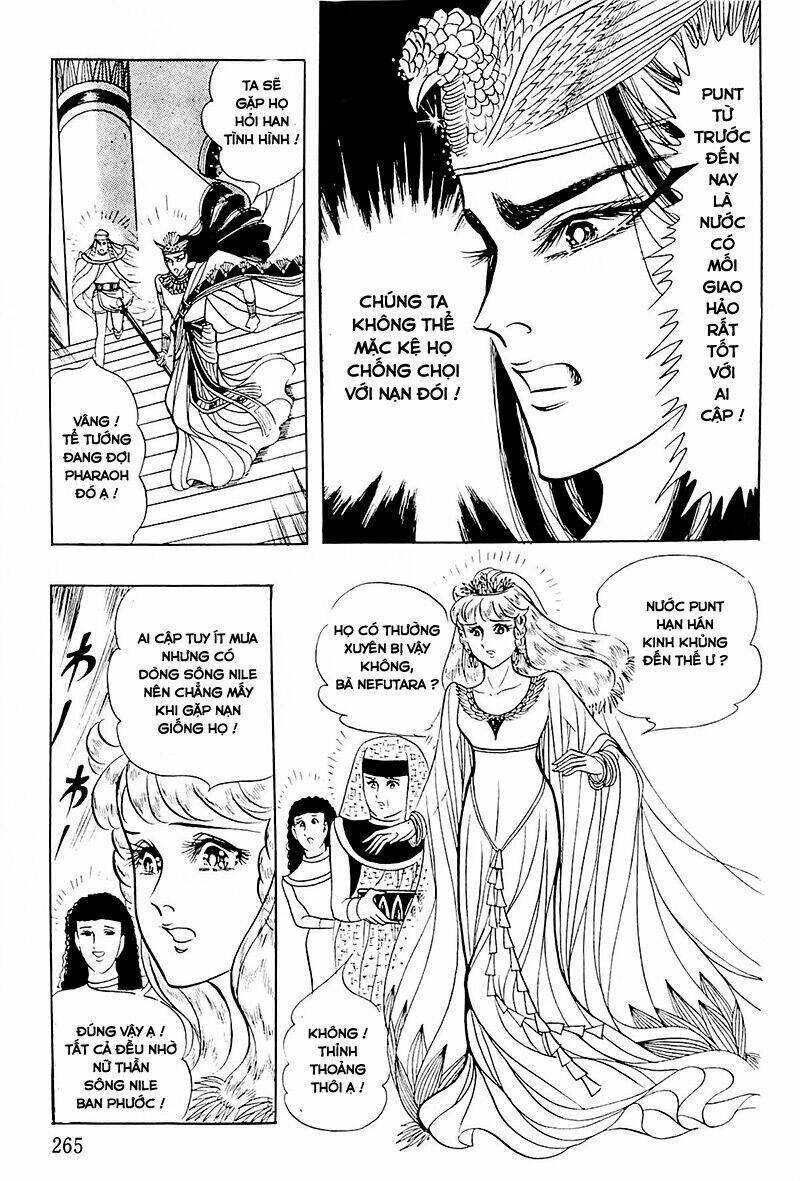 PUNT
TỪ
TRƯỚC
ĐẾN
NAY
LÀ
NƯỚC
CÓ
MỐI
GIAO
HẢO
RẤT
TỐT
VỚI
AI
CẬP !
CHÚNG TA
KHÔNG THỂ
MẶC KỆ HỌ
CHỐNG CHỌI
VỚI NẠN ĐÓI !
TA SẼ
GẶP HỌ
HỎI HAN
TÌNH HÌNH !
VÂNG !
TỂ TƯỚNG
ĐANG ĐỢI
PHARAOH
ĐÓ Ạ !
NƯỚC PUNT
HẠN HÁN
KINH KHỦNG
ĐẾN THẾ Ư ?
HỌ CÓ THƯỜNG
XUYÊN BỊ VẬY
KHÔNG,
BÀ NEFUTARA ?
KHÔNG !
THỈNH
THOẢNG
THÔI Ạ !
AI CẬP TUY ÍT MƯA
NHƯNG CÓ
DÒNG SÔNG NILE
NÊN CHẲNG MẤY
KHI GẶP NẠN
GIỐNG HỌ !
ĐÚNG VẬY Ạ !
TẤT CẢ ĐỀU NHỜ
NỮ THẦN
SÔNG NILE
BAN PHƯỚC !
265